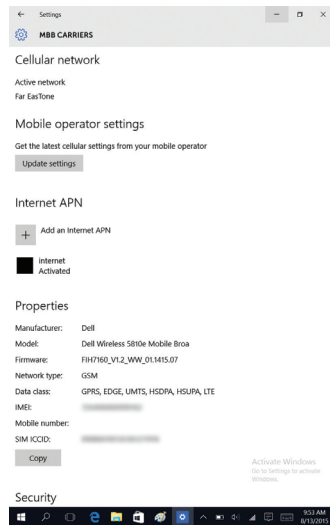 Settings
MBB CARRIERS
Cellular network
Active network
Far EasTone
Mobile operator settings
Get the latest cellular settings from your mobile operator
Update settings
Internet APN
Add an Internet APN
internet
Activated
Properties
Manufacturer: Dell
Model: Dell Wireless 5810e Mobile Broa
Firmware: FIH7160_V1.2_WW_01.1415.07
Network type: GSM
Data class: GPRS, EDGE, UMTS, HSDPA, HSUPA, LTE
IMEI:
Mobile number:
SIM ICCID:
Copy
Activate Windows
Go to Settings to activate
Windows.
Security
9:53 AM
8/13/2015